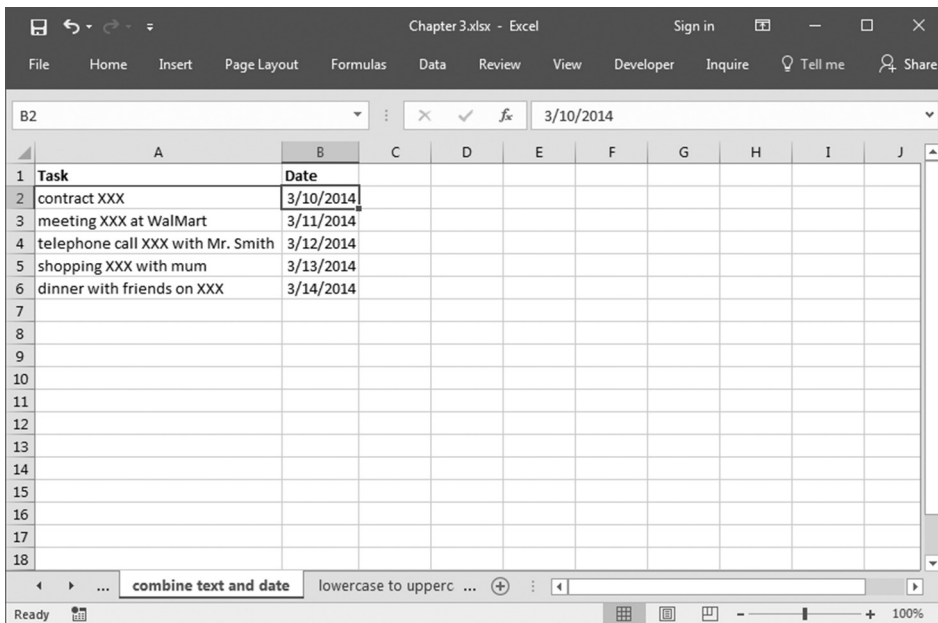 Chapter 3.xlsx - Excel Sign in
File Home Insert Page Layout Formulas Data Review View Developer Inquire Tell me Share
B2 fx 3/10/2014
A B C D E F G H I J
1 Task Date
2 contract XXX 3/10/2014
3 meeting XXX at WalMart 3/11/2014
4 telephone call XXX with Mr. Smith 3/12/2014
5 shopping XXX with mum 3/13/2014
6 dinner with friends on XXX 3/14/2014
7
8
9
10
11
12
13
14
15
16
17
18
... combine text and date lowercase to upperc ...
Ready 100%